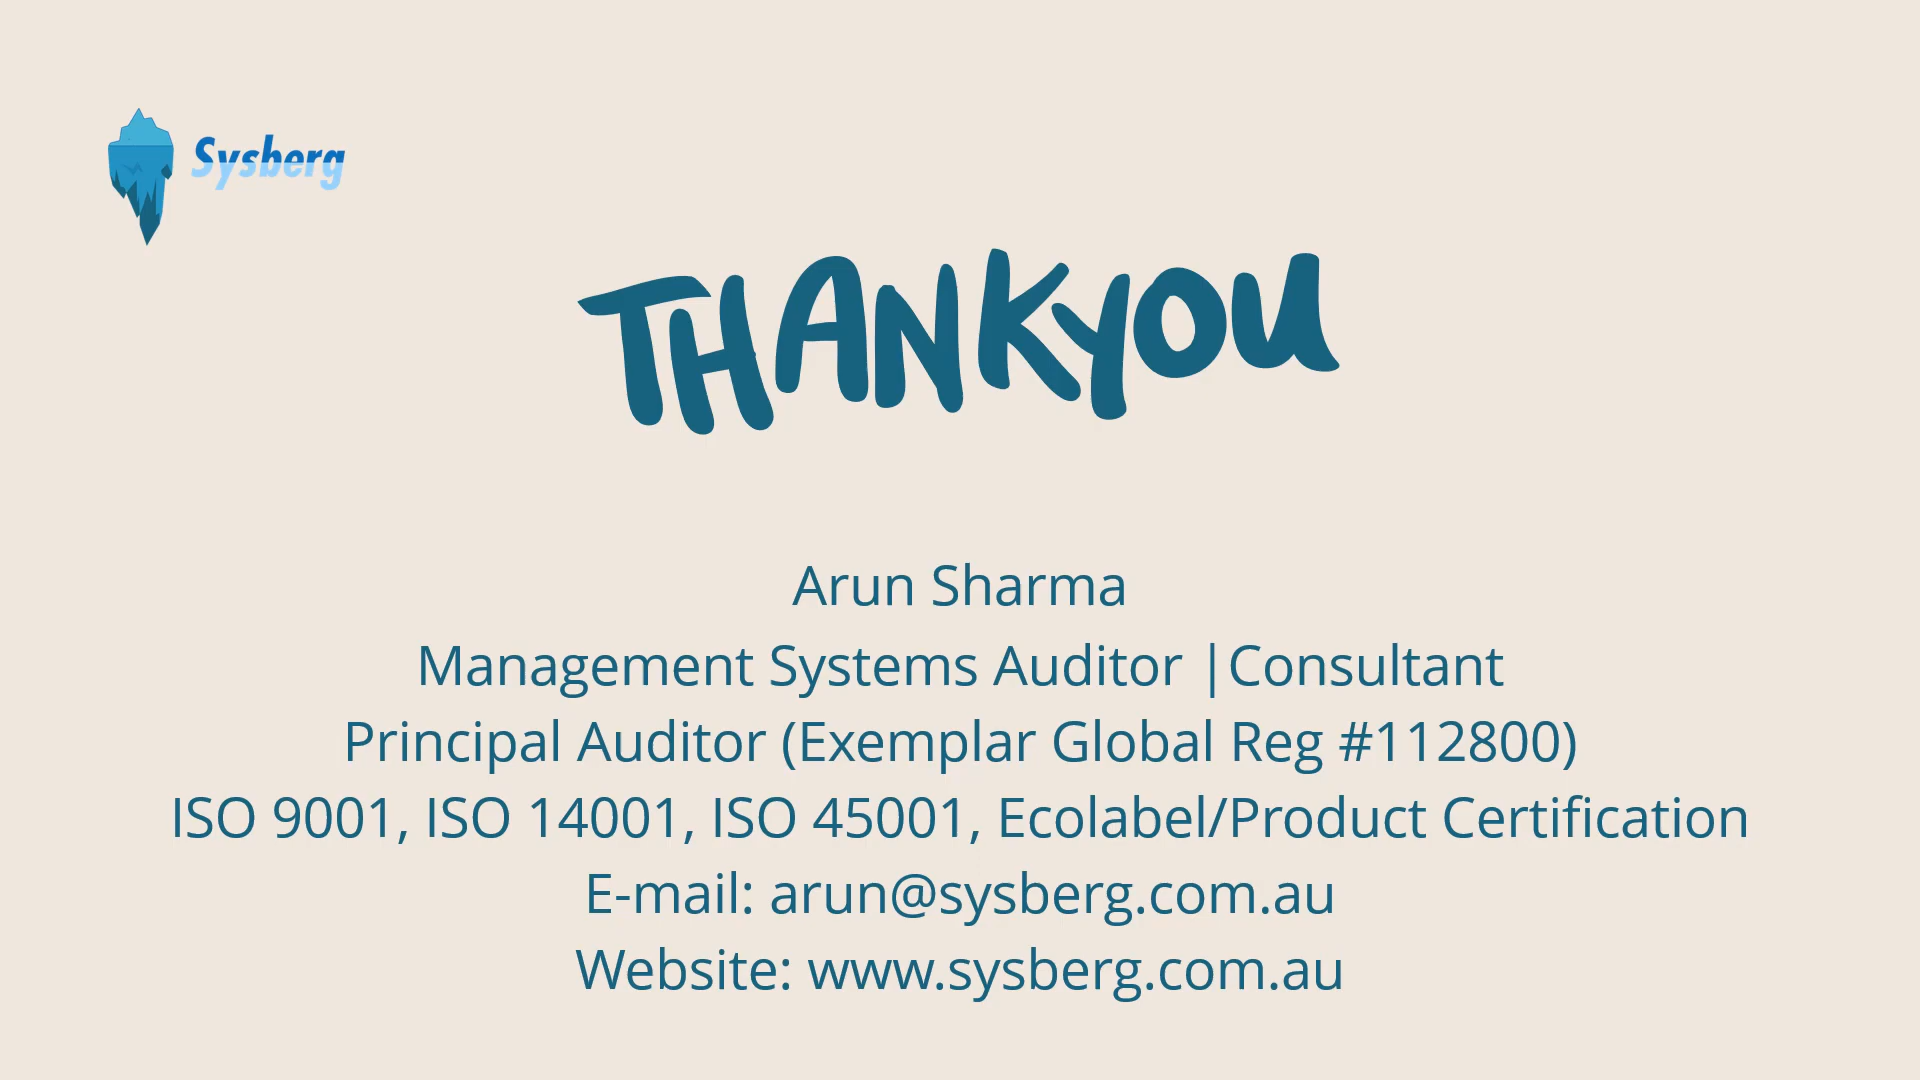 Sysberg
THANKYOU
Arun Sharma
Management Systems Auditor |Consultant
Principal Auditor (Exemplar Global Reg #112800)
ISO 9001, ISO 14001, ISO 45001, Ecolabel/Product Certification
E-mail: arun@sysberg.com.au
Website: www.sysberg.com.au